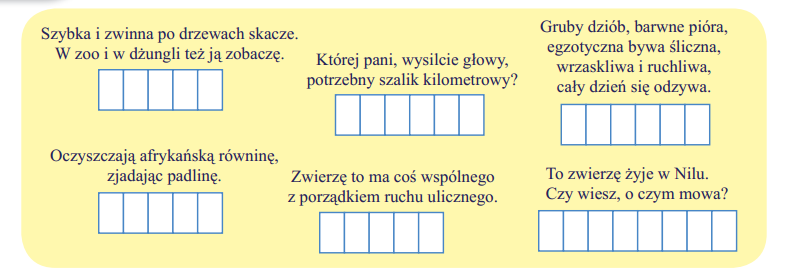 Szybka i zwinna po drzewach skacze.
W zoo i w dżungli też ją zobaczę.
Której pani, wysilcie głowy,
potrzebny szalik kilometrowy?
Gruby dziób, barwne pióra,
egzotyczna bywa śliczna,
wrzaskliwa i ruchliwa,
cały dzień się odzywa.
Oczyszczają afrykańską równinę,
zjadając padlinę.
Zwierzę to ma coś wspólnego
z porządkiem ruchu ulicznego.
To zwierzę żyje w Nilu.
Czy wiesz, o czym mowa?